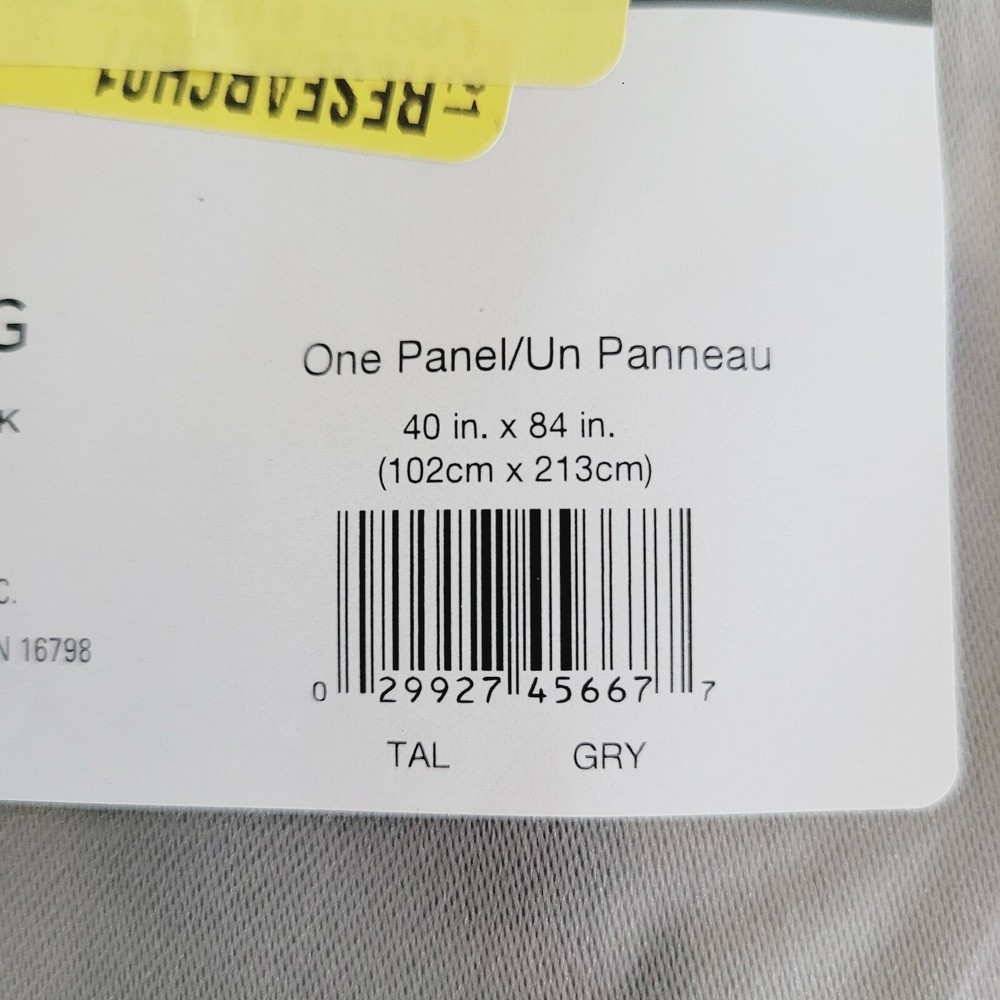 RESEARCH01
G
One Panel/Un Panneau
K
40 in. x 84 in.
(102cm x 213cm)
C.
N 16798
0 29927 45667 7
TAL GRY